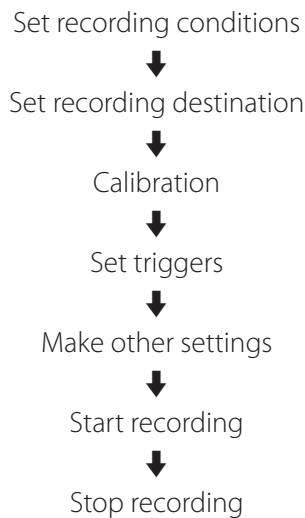 Set recording conditions
Set recording destination
Calibration
Set triggers
Make other settings
Start recording
Stop recording